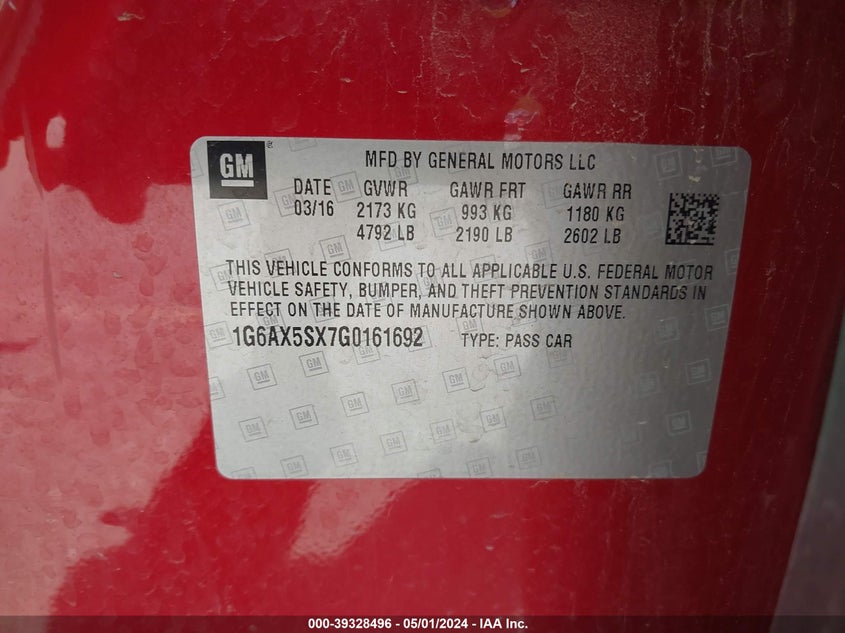 GM ®
MFD BY GENERAL MOTORS LLC
DATE GVWR GAWR FRT GAWR RR
03/16 2173 KG 993 KG 1180 KG
4792 LB 2190 LB 2602 LB
THIS VEHICLE CONFORMS TO ALL APPLICABLE U.S. FEDERAL MOTOR
VEHICLE SAFETY, BUMPER, AND THEFT PREVENTION STANDARDS IN
EFFECT ON THE DATE OF MANUFACTURE SHOWN ABOVE.
1G6AX5SX7G0161692 TYPE: PASS CAR
000-39328496 - 05/01/2024 - IAA Inc.